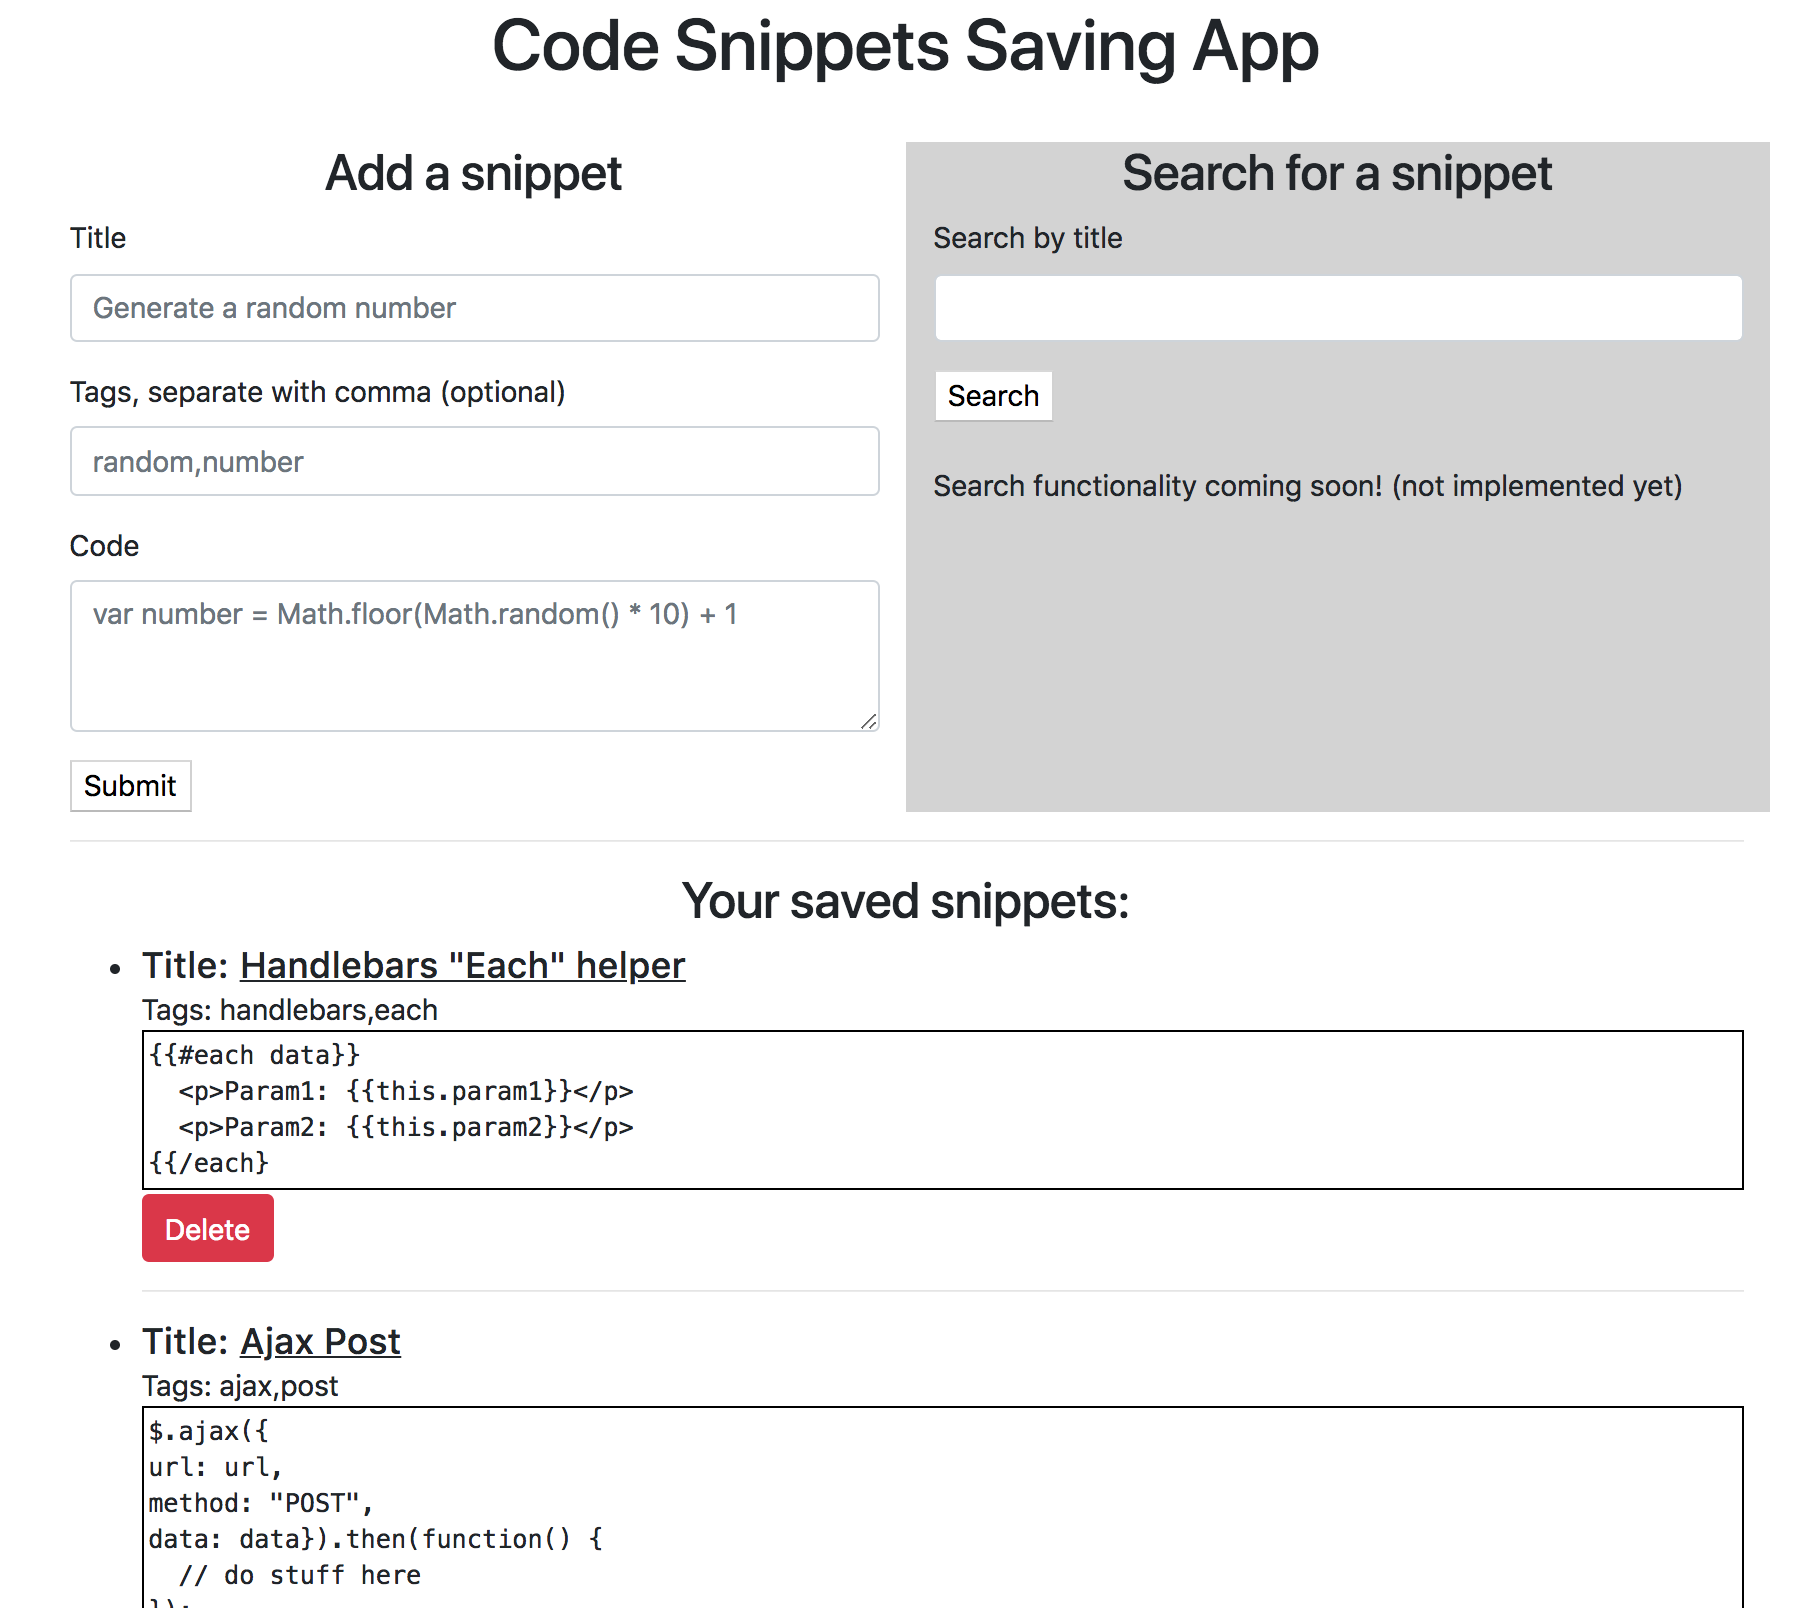 Code Snippets Saving App
Add a snippet
Title
Generate a random number
Tags, separate with comma (optional)
random,number
Code
var number = Math.floor(Math.random() * 10) + 1
Submit
Search for a snippet
Search by title
Search
Search functionality coming soon! (not implemented yet)
Your saved snippets:
Title: Handlebars "Each" helper
Tags: handlebars,each
{{#each data}}
  <p>Param1: {{this.param1}}</p>
  <p>Param2: {{this.param2}}</p>
{{/each}
Delete
Title: Ajax Post
Tags: ajax,post
$.ajax({
url: url,
method: "POST",
data: data}).then(function() {
  // do stuff here